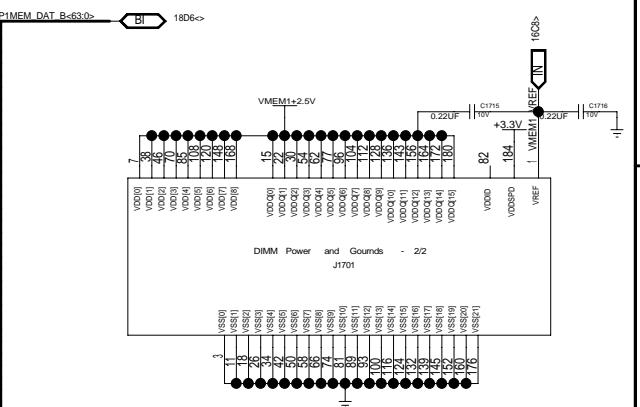 P1MEM_DAT_B<63:0>
BI
18D6<>
16C8>
IN
VMEM1_VREF
VMEM1+2.5V
C1715
0.22UF
10V
C1716
0.22UF
10V
+3.3V
7
38
46
70
85
108
120
148
168
15
22
30
54
62
77
96
104
112
128
136
143
156
164
172
180
82
184
1
VDD[0]
VDD[1]
VDD[2]
VDD[3]
VDD[4]
VDD[5]
VDD[6]
VDD[7]
VDD[8]
VDDQ[0]
VDDQ[1]
VDDQ[2]
VDDQ[3]
VDDQ[4]
VDDQ[5]
VDDQ[6]
VDDQ[7]
VDDQ[8]
VDDQ[9]
VDDQ[10]
VDDQ[11]
VDDQ[12]
VDDQ[13]
VDDQ[14]
VDDQ[15]
VDDID
VDDSPD
VREF
DIMM Power and Gournds - 2/2
J1701
VSS[0]
VSS[1]
VSS[2]
VSS[3]
VSS[4]
VSS[5]
VSS[6]
VSS[7]
VSS[8]
VSS[9]
VSS[10]
VSS[11]
VSS[12]
VSS[13]
VSS[14]
VSS[15]
VSS[16]
VSS[17]
VSS[18]
VSS[19]
VSS[20]
VSS[21]
3
11
18
26
34
42
50
58
66
74
81
89
93
100
116
124
132
139
145
152
160
176